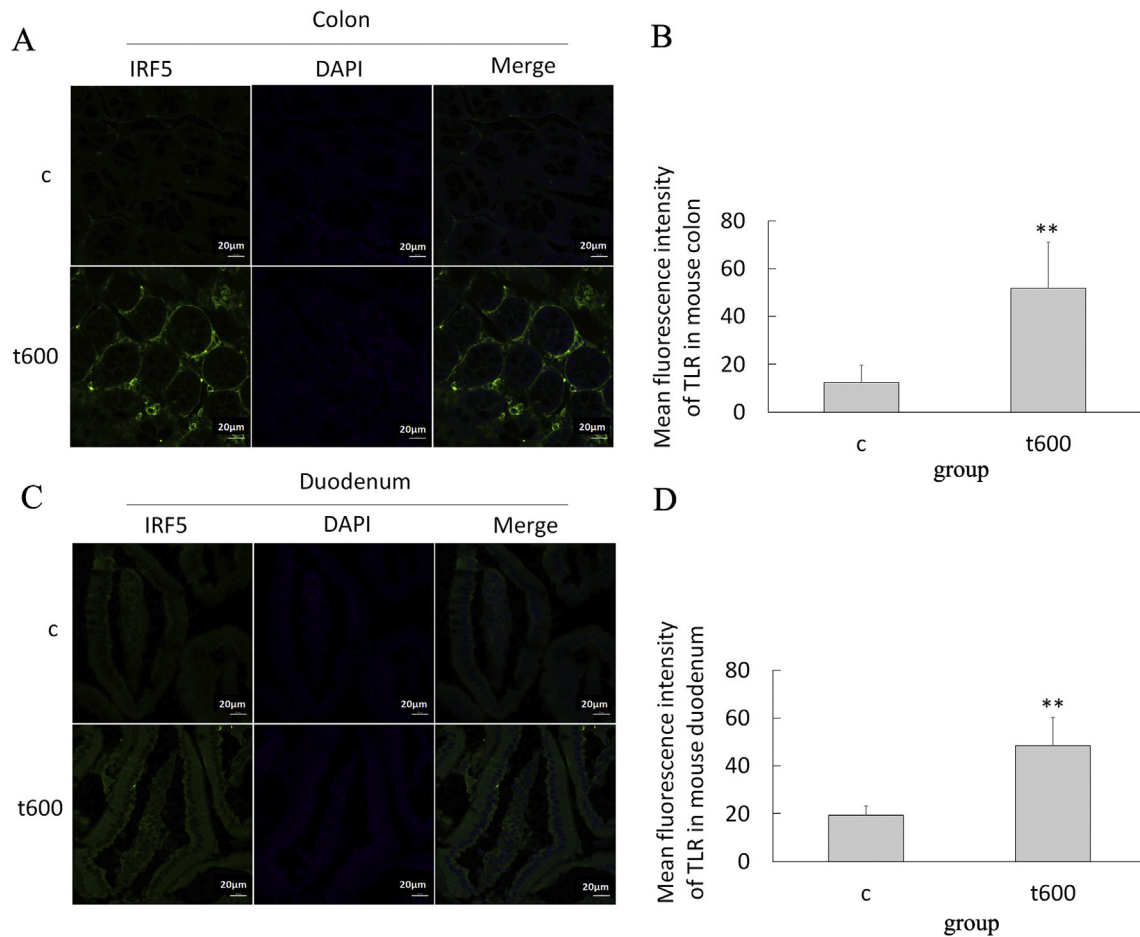 A
Colon
IRF5 DAPI Merge
c
20μm 20μm 20μm
t600
20μm 20μm 20μm
B
Mean fluorescence intensity
of TLR in mouse colon
80
60
40
20
0
**
c t600
group
C
Duodenum
IRF5 DAPI Merge
c
20μm 20μm 20μm
t600
20μm 20μm 20μm
D
Mean fluorescence intensity
of TLR in mouse duodenum
80
60
40
20
0
**
c t600
group